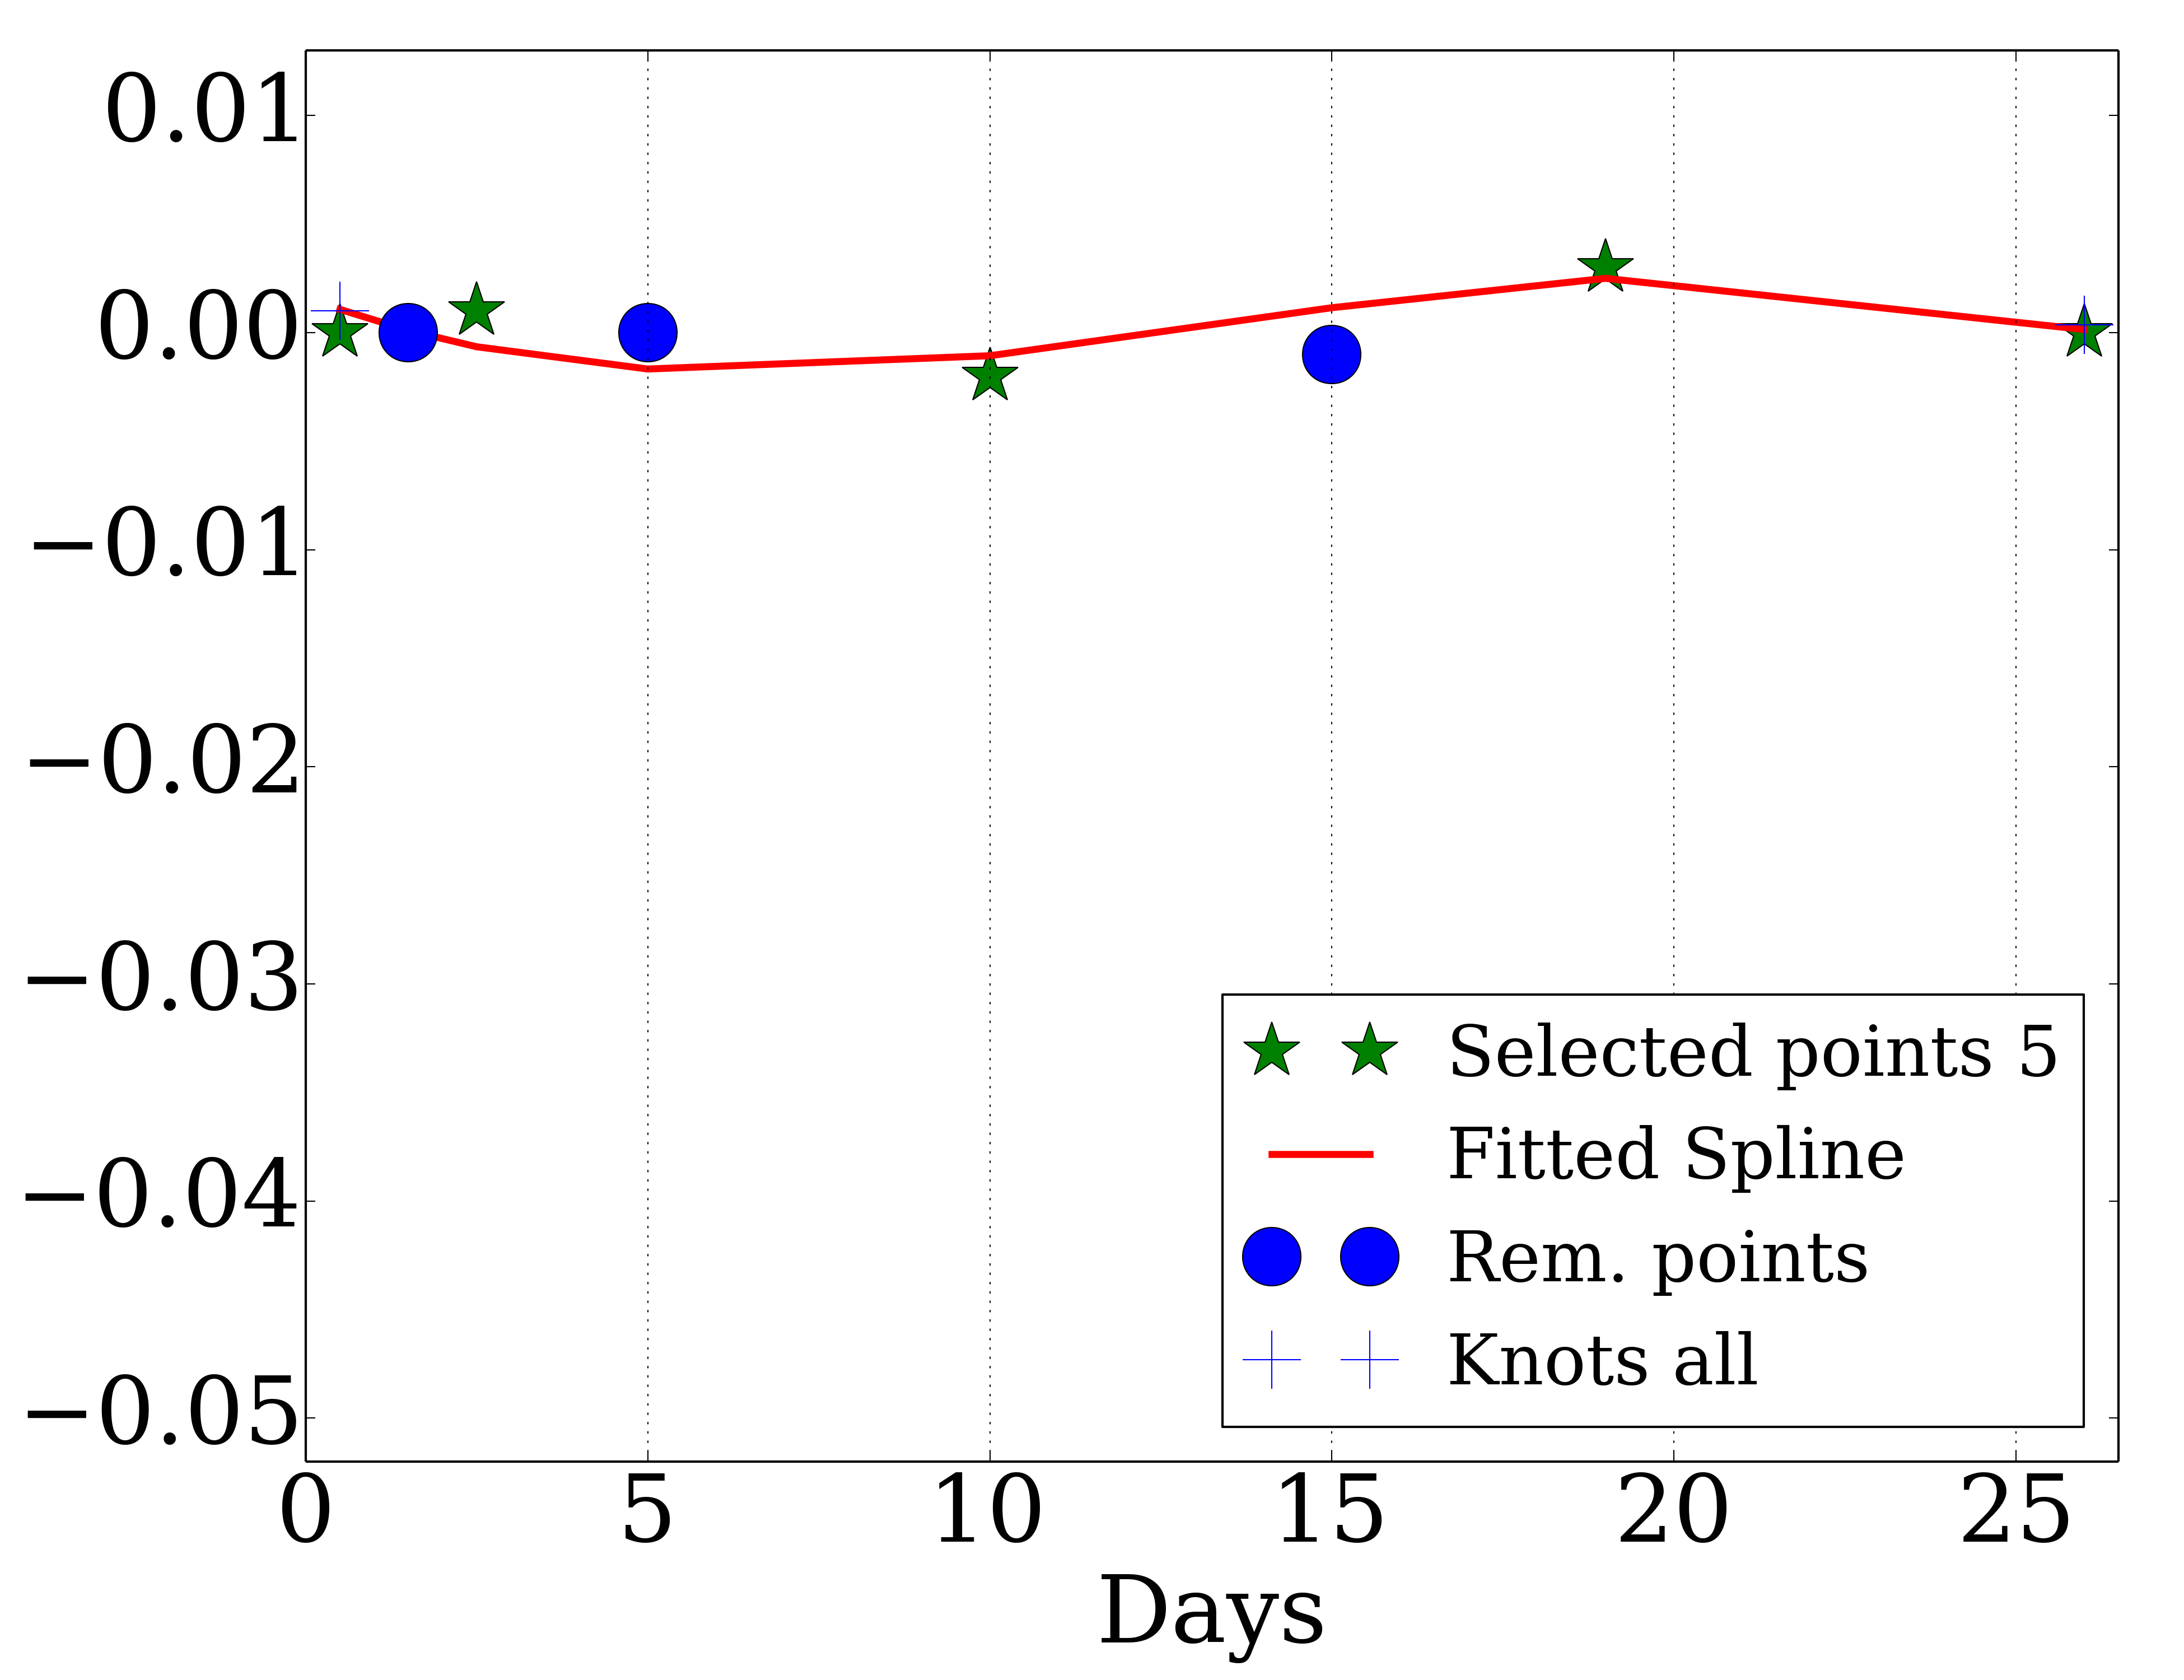 0.01
0.00
−0.01
−0.02
−0.03
−0.04
−0.05
Selected points 5
Fitted Spline
Rem. points
Knots all
0 5 10 15 20 25
Days